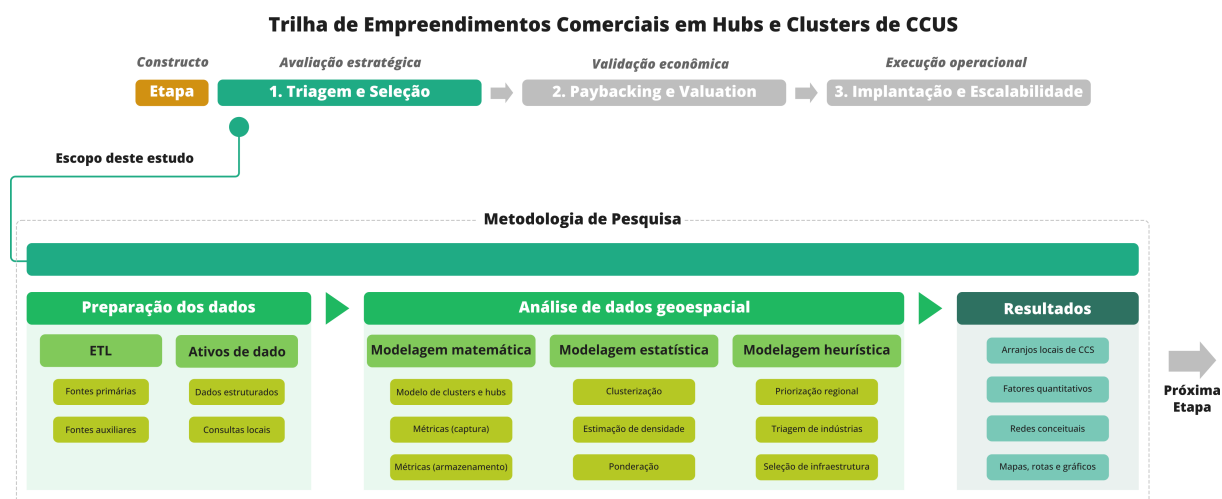 Trilha de Empreendimentos Comerciais em Hubs e Clusters de CCUS
Constructo
Avaliação estratégica
Validação econômica
Execução operacional
Etapa
1. Triagem e Seleção
2. Paybacking e Valuation
3. Implantação e Escalabilidade
Escopo deste estudo
Metodologia de Pesquisa
Preparação dos dados
Análise de dados geoespacial
Resultados
ETL
Ativos de dado
Modelagem matemática
Modelagem estatística
Modelagem heurística
Arranjos locais de CCS
Fontes primárias
Dados estruturados
Modelo de clusters e hubs
Clusterização
Priorização regional
Fatores quantitativos
Fontes auxiliares
Consultas locais
Métricas (captura)
Estimação de densidade
Triagem de indústrias
Redes conceituais
Métricas (armazenamento)
Ponderação
Seleção de infraestrutura
Mapas, rotas e gráficos
Próxima
Etapa